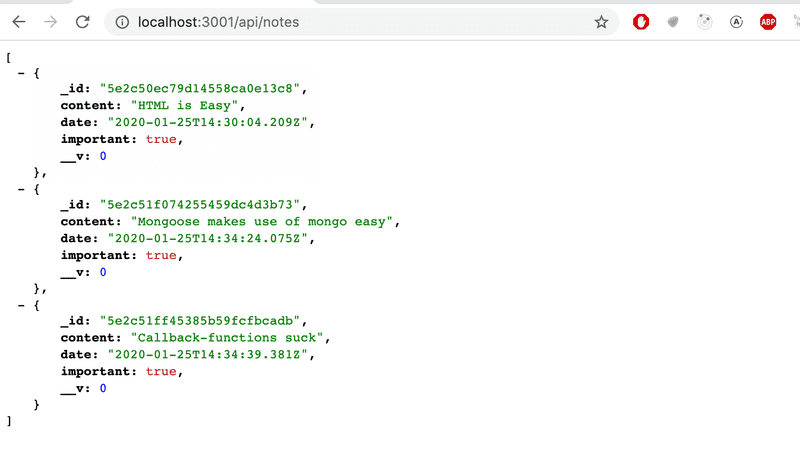 localhost:3001/api/notes
ABP
[
- {
_id: "5e2c50ec79d14558ca0e13c8",
content: "HTML is Easy",
date: "2020-01-25T14:30:04.209Z",
important: true,
__v: 0
},
- {
_id: "5e2c51f074255459dc4d3b73",
content: "Mongoose makes use of mongo easy",
date: "2020-01-25T14:34:24.075Z",
important: true,
__v: 0
},
- {
_id: "5e2c51ff45385b59fcfbcadb",
content: "Callback-functions suck",
date: "2020-01-25T14:34:39.381Z",
important: true,
__v: 0
}
]